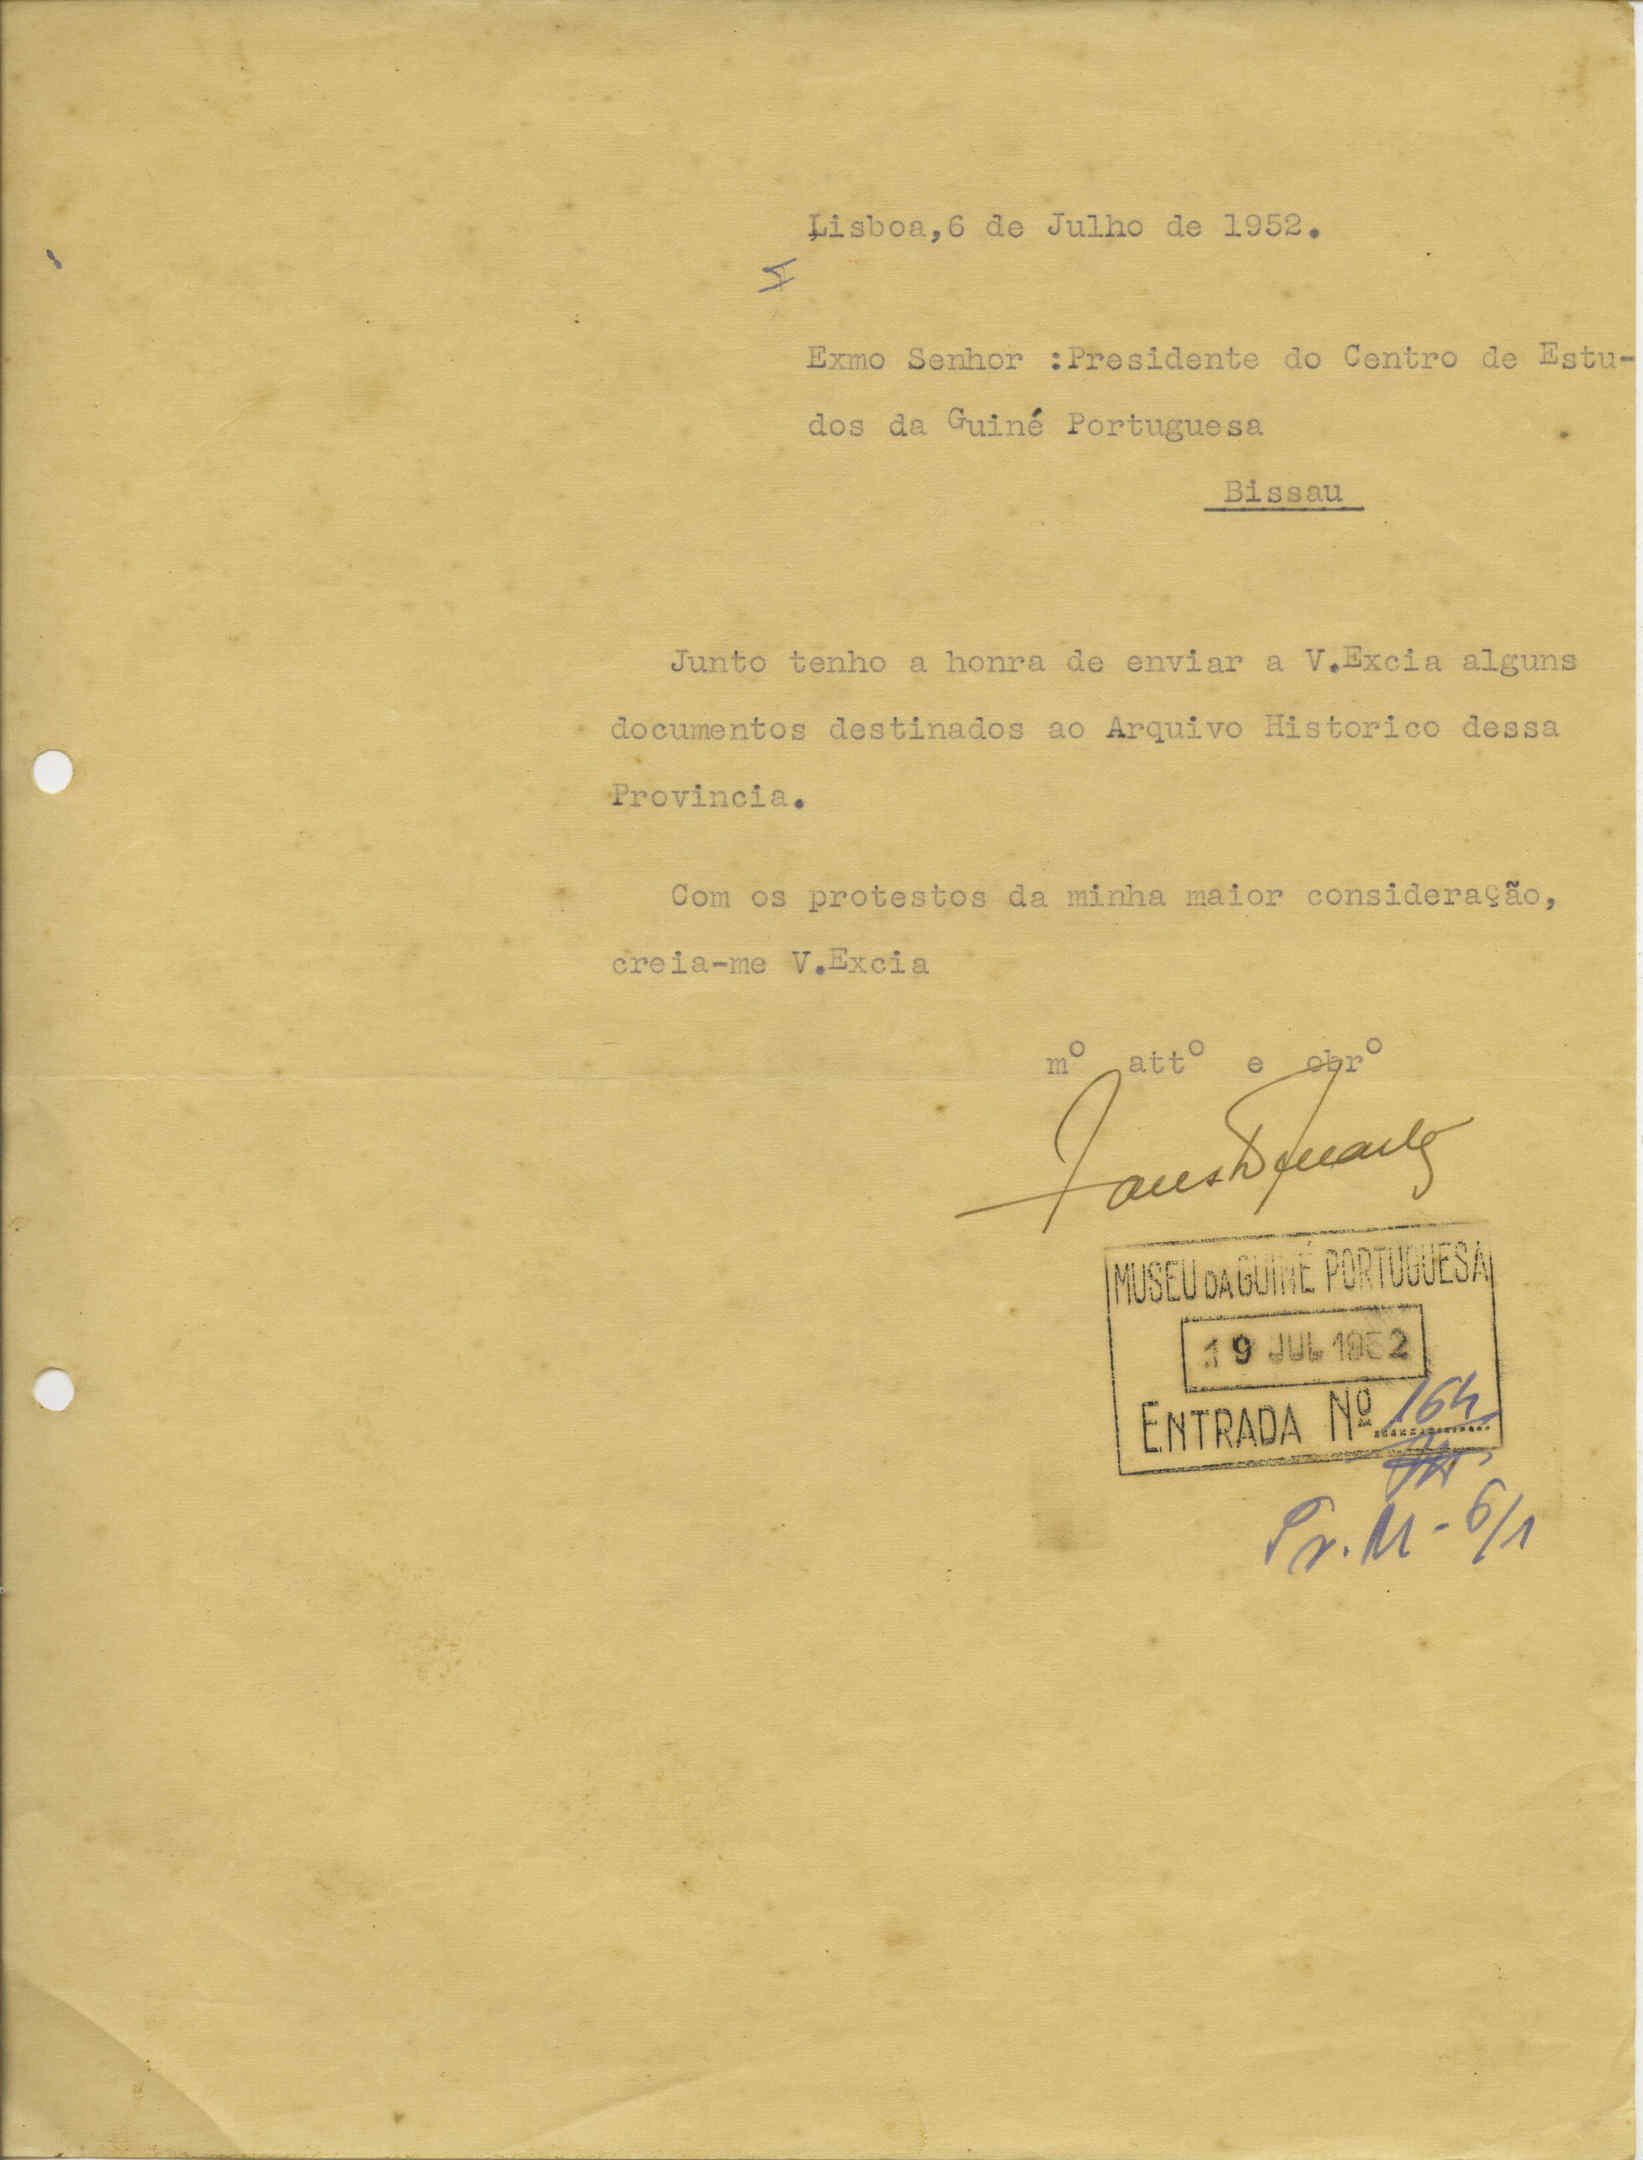 Lisboa,6 de Julho de 1952.
Exmo Senhor :Presidente do Centro de Estu-
dos da Guiné Portuguesa
Bissau
Junto tenho a honra de enviar a V.Excia alguns
documentos destinados ao Arquivo Historico dessa
Provincia.
Com os protestos da minha maior consideração,
creia-me V.Excia
mº attº e obrº
MUSEU DA GUINÉ PORTUGUESA
19 JUL 1952
ENTRADA Nº 164
Pr. M - 6/1